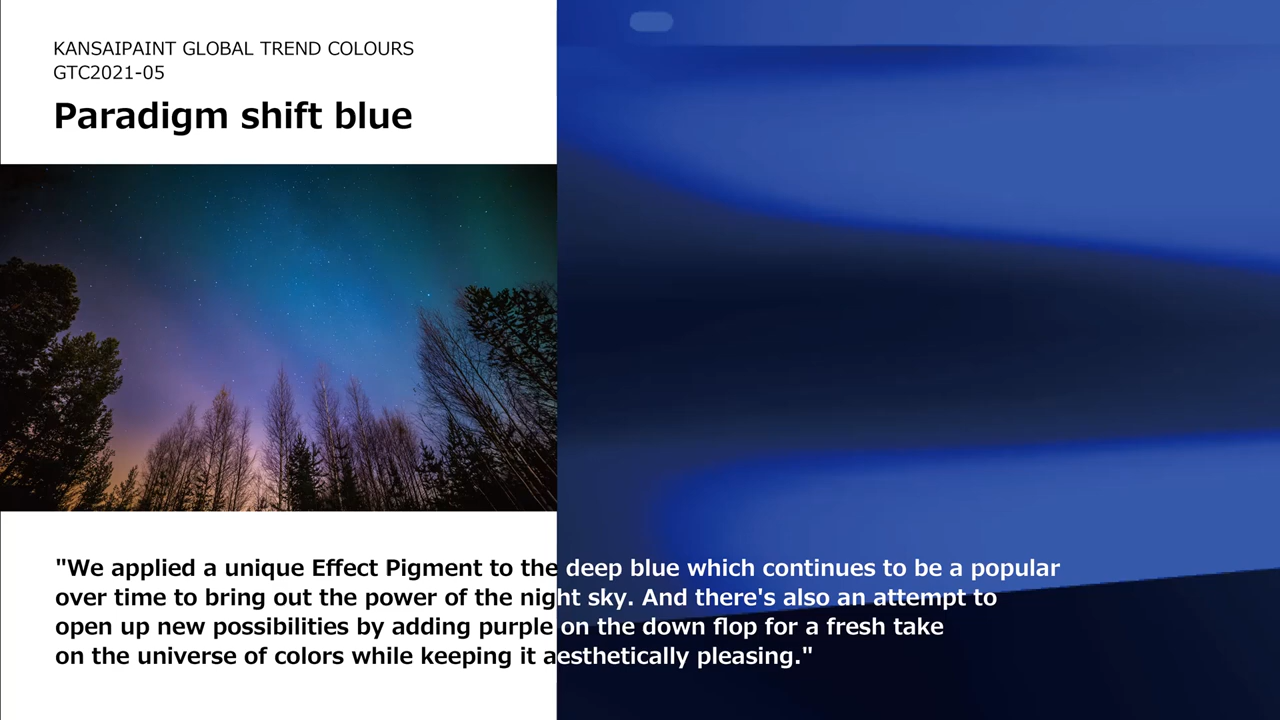 KANSAIPAINT GLOBAL TREND COLOURS
GTC2021-05
Paradigm shift blue
"We applied a unique Effect Pigment to the deep blue which continues to be a popular
over time to bring out the power of the night sky. And there's also an attempt to
open up new possibilities by adding purple on the down flop for a fresh take
on the universe of colors while keeping it aesthetically pleasing."